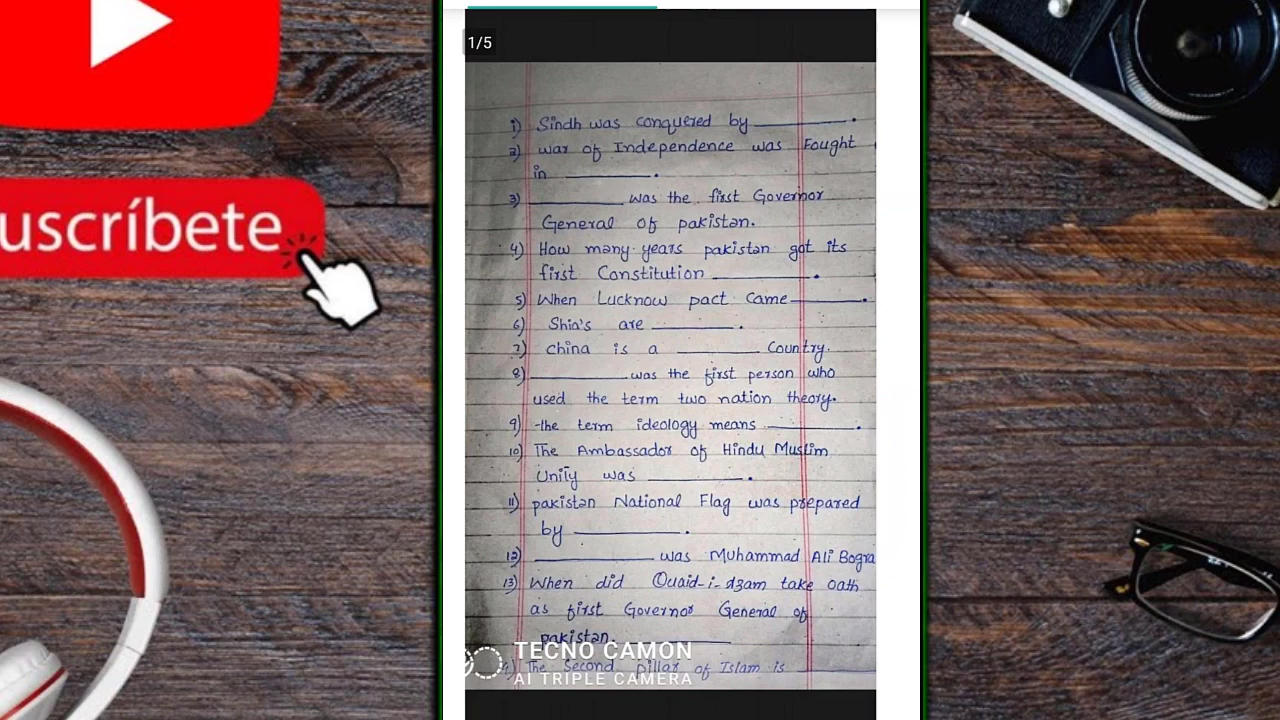 1/5
uscríbete
1) Sindh was conquered by ________.
2) war of Independence was Fought
in ________.
3) ________ was the first Governor
General of pakistan.
4) How many years pakistan got its
first Constitution ________.
5) When Lucknow pact Came ________.
6) Shia's are ________.
7) China is a ________ Country.
8) ________ was the first person who
used the term two nation theory.
9) the term ideology means ________.
10) The Ambassador of Hindu Muslim
Unity was ________.
11) pakistan National Flag was prepared
by ________.
12) ________ was Muhammad Ali Bogra
13) When did Quaid-i-Azam take oath
as first Governor General of
pakistan. ________
The Second pillar of Islam is ________
TECNO CAMON
AI TRIPLE CAMERA